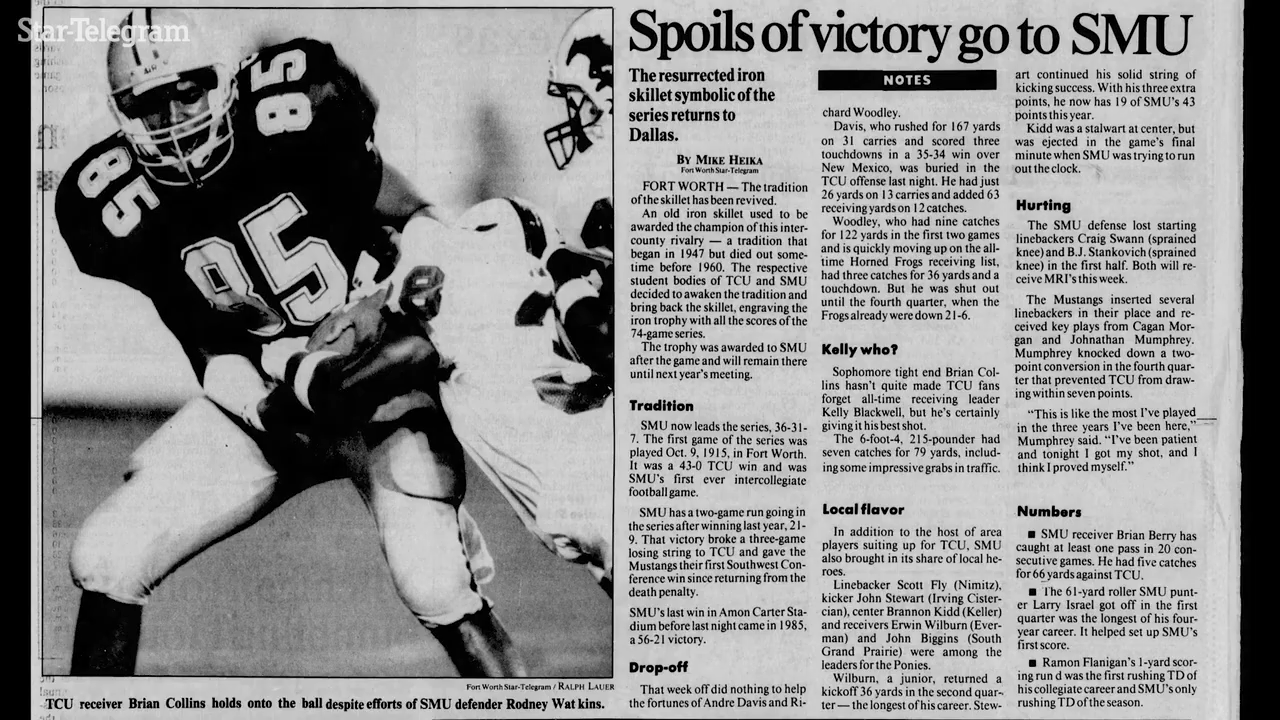 Star-Telegram
Spoils of victory go to SMU
The resurrected iron
skillet symbolic of the
series returns to
Dallas.
BY MIKE HEIKA
Fort Worth Star-Telegram
FORT WORTH — The tradition
of the skillet has been revived.
An old iron skillet used to be
awarded the champion of this inter-
county rivalry — a tradition that
began in 1947 but died out some-
time before 1960. The respective
student bodies of TCU and SMU
decided to awaken the tradition and
bring back the skillet, engraving the
iron trophy with all the scores of the
74-game series.
The trophy was awarded to SMU
after the game and will remain there
until next year's meeting.
Tradition
SMU now leads the series, 36-31-
7. The first game of the series was
played Oct. 9, 1915, in Fort Worth.
It was a 43-0 TCU win and was
SMU's first ever intercollegiate
football game.
SMU has a two-game run going in
the series after winning last year, 21-
9. That victory broke a three-game
losing string to TCU and gave the
Mustangs their first Southwest Con-
ference win since returning from the
death penalty.
SMU's last win in Amon Carter Sta-
dium before last night came in 1985,
a 56-21 victory.
Drop-off
That week off did nothing to help
the fortunes of Andre Davis and Ri-
NOTES
chard Woodley.
Davis, who rushed for 167 yards
on 31 carries and scored three
touchdowns in a 35-34 win over
New Mexico, was buried in the
TCU offense last night. He had just
26 yards on 13 carries and added 63
receiving yards on 12 catches.
Woodley, who had nine catches
for 122 yards in the first two games
and is quickly moving up on the all-
time Horned Frogs receiving list,
had three catches for 36 yards and a
touchdown. But he was shut out
until the fourth quarter, when the
Frogs already were down 21-6.
Kelly who?
Sophomore tight end Brian Col-
lins hasn't quite made TCU fans
forget all-time receiving leader
Kelly Blackwell, but he's certainly
giving it his best shot.
The 6-foot-4, 215-pounder had
seven catches for 79 yards, includ-
ing some impressive grabs in traffic.
Local flavor
In addition to the host of area
players suiting up for TCU, SMU
also brought in its share of local he-
roes.
Linebacker Scott Fly (Nimitz),
kicker John Stewart (Irving Cister-
cian), center Brannon Kidd (Keller)
and receivers Erwin Wilburn (Ever-
man) and John Biggins (South
Grand Prairie) were among the
leaders for the Ponies.
Wilburn, a junior, returned a
kickoff 36 yards in the second quar-
ter — the longest of his career. Stew-
art continued his solid string of
kicking success. With his three extra
points, he now has 19 of SMU's 43
points this year.
Kidd was a stalwart at center, but
was ejected in the game's final
minute when SMU was trying to run
out the clock.
Hurting
The SMU defense lost starting
linebackers Craig Swann (sprained
knee) and B.J. Stankovich (sprained
knee) in the first half. Both will re-
ceive MRI's this week.
The Mustangs inserted several
linebackers in their place and re-
ceived key plays from Cagan Mor-
gan and Johnathan Mumphrey.
Mumphrey knocked down a two-
point conversion in the fourth quar-
ter that prevented TCU from draw-
ing within seven points.
"This is like the most I've played
in the three years I've been here,"
Mumphrey said. "I've been patient
and tonight I got my shot, and I
think I proved myself."
Numbers
■ SMU receiver Brian Berry has
caught at least one pass in 20 con-
secutive games. He had five catches
for 66 yards against TCU.
■ The 61-yard roller SMU punt-
er Larry Israel got off in the first
quarter was the longest of his four-
year career. It helped set up SMU's
first score.
■ Ramon Flanigan's 1-yard scor-
ing run d was the first rushing TD of
his collegiate career and SMU's only
rushing TD of the season.
85
85
85
Fort Worth Star-Telegram / RALPH LAUER
TCU receiver Brian Collins holds onto the ball despite efforts of SMU defender Rodney Watkins.